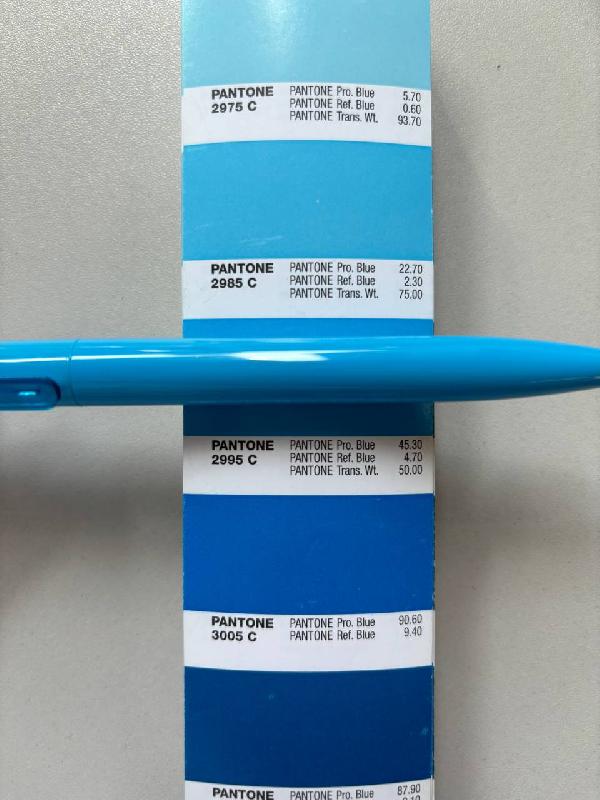 PANTONE PANTONE Pro. Blue 5.70
2975 C PANTONE Ref. Blue 0.60
PANTONE Trans. Wt. 93.70
PANTONE PANTONE Pro. Blue 22.70
2985 C PANTONE Ref. Blue 2.30
PANTONE Trans. Wt. 75.00
PANTONE PANTONE Pro. Blue 45.30
2995 C PANTONE Ref. Blue 4.70
PANTONE Trans. Wt. 50.00
PANTONE PANTONE Pro. Blue 90.60
3005 C PANTONE Ref. Blue 9.40
PANTONE PANTONE Pro. Blue 87.90